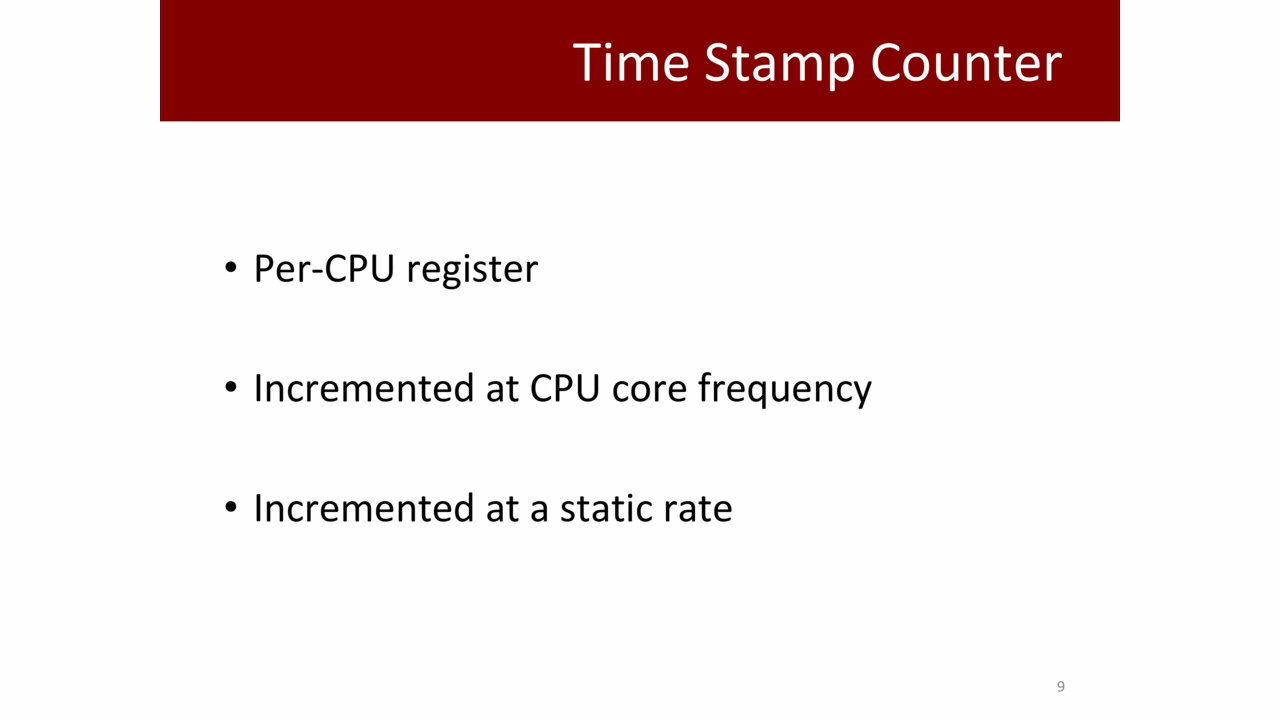 Time Stamp Counter
• Per-CPU register
• Incremented at CPU core frequency
• Incremented at a static rate
9